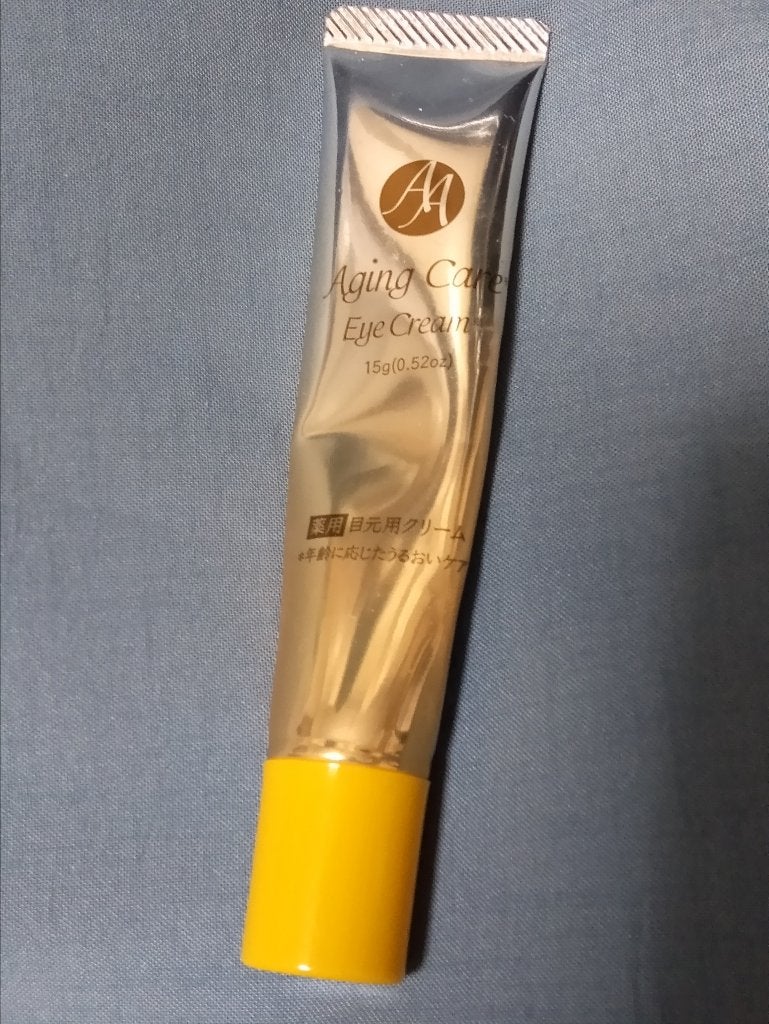 AA
Aging Care*
Eye Cream
15g(0.52oz)
薬用 目元用クリーム
*年齢に応じたうるおいケア